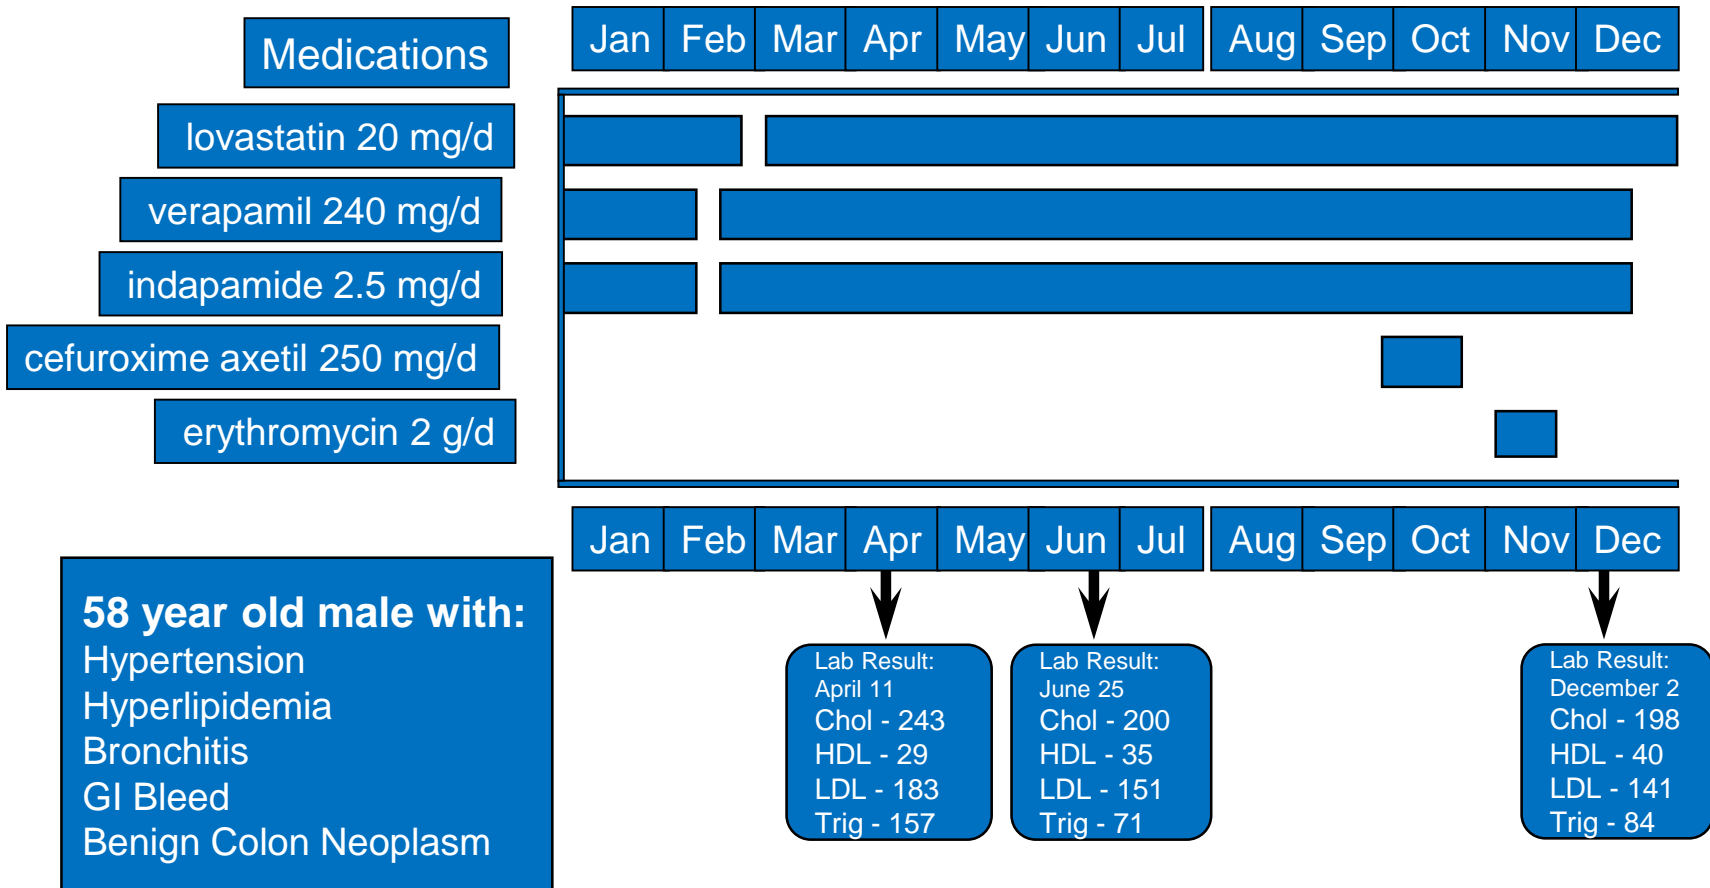 Medications
Jan Feb Mar Apr May Jun Jul Aug Sep Oct Nov Dec
lovastatin 20 mg/d
verapamil 240 mg/d
indapamide 2.5 mg/d
cefuroxime axetil 250 mg/d
erythromycin 2 g/d
Jan Feb Mar Apr May Jun Jul Aug Sep Oct Nov Dec
58 year old male with:
Hypertension
Hyperlipidemia
Bronchitis
GI Bleed
Benign Colon Neoplasm
Lab Result:
April 11
Chol - 243
HDL - 29
LDL - 183
Trig - 157
Lab Result:
June 25
Chol - 200
HDL - 35
LDL - 151
Trig - 71
Lab Result:
December 2
Chol - 198
HDL - 40
LDL - 141
Trig - 84